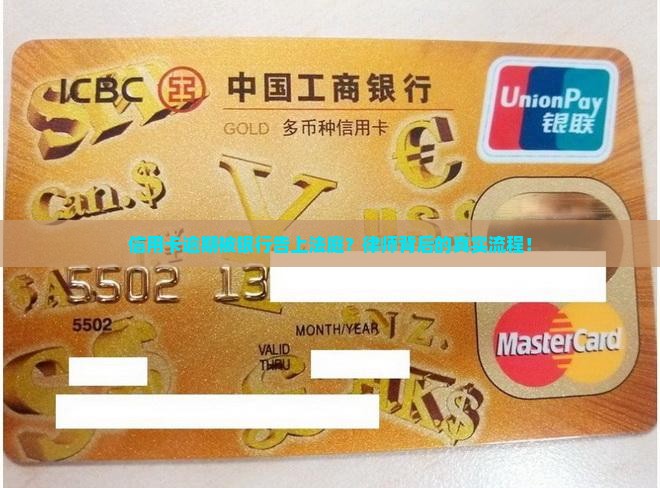 ICBC 中国工商银行
UnionPay
银联
GOLD 多币种信用卡
Can.$
€
¥
信用卡逾期被银行告上法庭？律师背后的真实流程！
5502 13
5502
MONTH/YEAR
VALID
THRU
MasterCard
NZ.
HK$
£